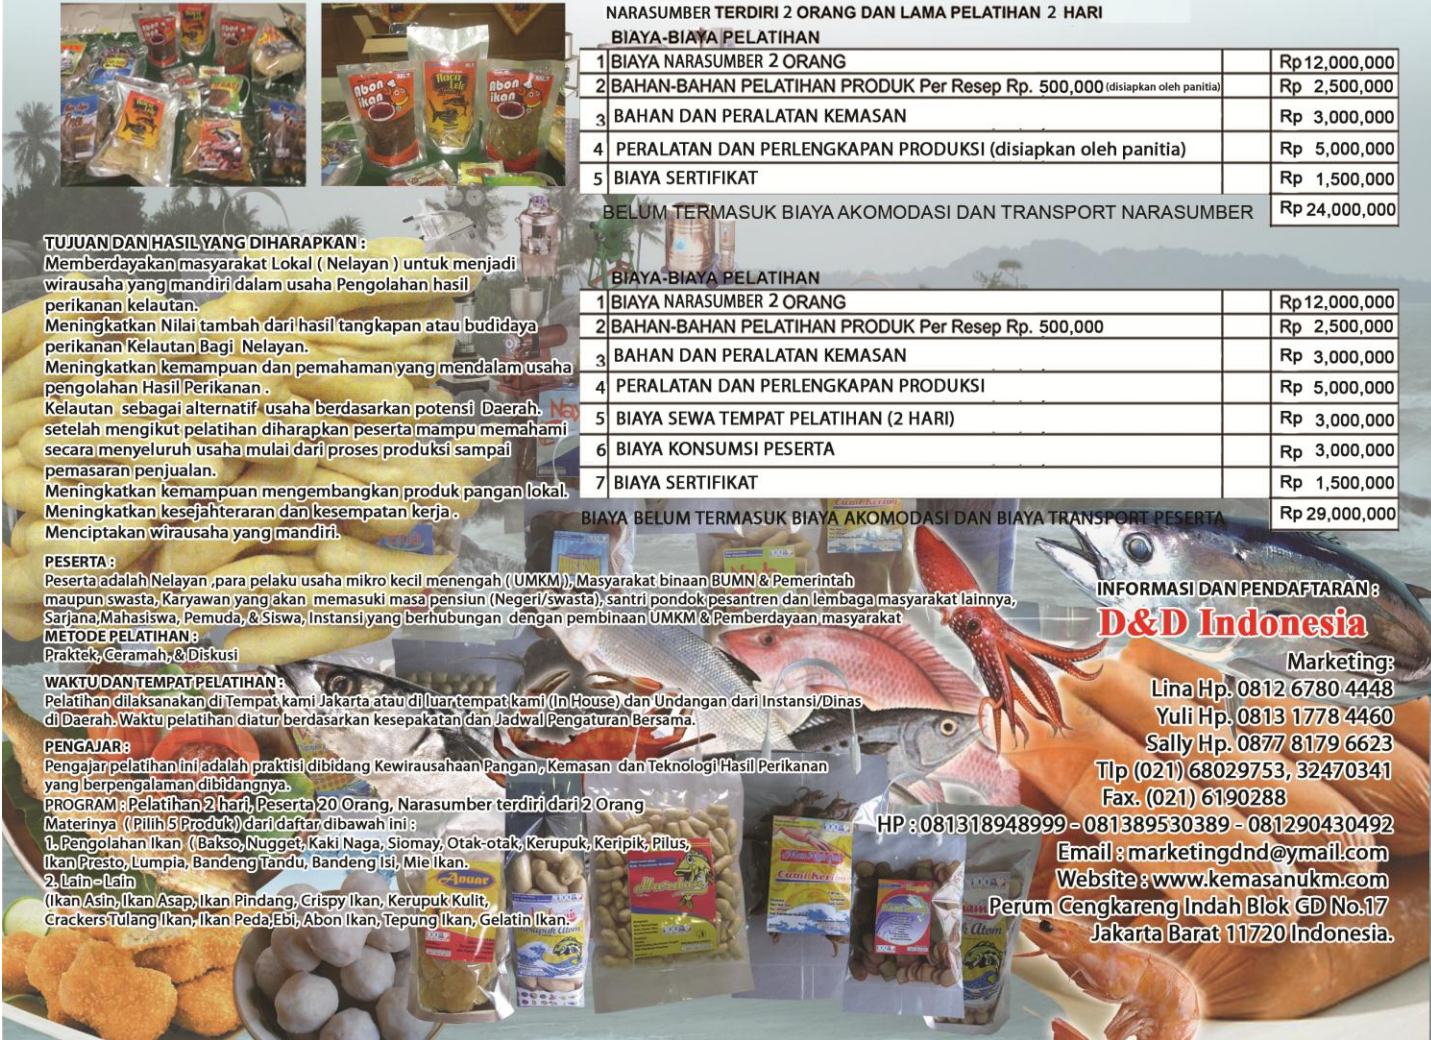 NARASUMBER TERDIRI 2 ORANG DAN LAMA PELATIHAN 2 HARI
BIAYA-BIAYA PELATIHAN
1 BIAYA NARASUMBER 2 ORANG Rp 12,000,000
2 BAHAN-BAHAN PELATIHAN PRODUK Per Resep Rp. 500,000 (disiapkan oleh panitia) Rp 2,500,000
3 BAHAN DAN PERALATAN KEMASAN Rp 3,000,000
4 PERALATAN DAN PERLENGKAPAN PRODUKSI (disiapkan oleh panitia) Rp 5,000,000
5 BIAYA SERTIFIKAT Rp 1,500,000
BELUM TERMASUK BIAYA AKOMODASI DAN TRANSPORT NARASUMBER Rp 24,000,000
BIAYA-BIAYA PELATIHAN
1 BIAYA NARASUMBER 2 ORANG Rp 12,000,000
2 BAHAN-BAHAN PELATIHAN PRODUK Per Resep Rp. 500,000 Rp 2,500,000
3 BAHAN DAN PERALATAN KEMASAN Rp 3,000,000
4 PERALATAN DAN PERLENGKAPAN PRODUKSI Rp 5,000,000
5 BIAYA SEWA TEMPAT PELATIHAN (2 HARI) Rp 3,000,000
6 BIAYA KONSUMSI PESERTA Rp 3,000,000
7 BIAYA SERTIFIKAT Rp 1,500,000
BIAYA BELUM TERMASUK BIAYA AKOMODASI DAN BIAYA TRANSPORT PESERTA Rp 29,000,000
Abon ikan
Naga Lele
Abon ikan
TUJUAN DAN HASIL YANG DIHARAPKAN :
Memberdayakan masyarakat Lokal ( Nelayan ) untuk menjadi
wirausaha yang mandiri dalam usaha Pengolahan hasil
perikanan kelautan.
Meningkatkan Nilai tambah dari hasil tangkapan atau budidaya
perikanan Kelautan Bagi Nelayan.
Meningkatkan kemampuan dan pemahaman yang mendalam usaha
pengolahan Hasil Perikanan .
Kelautan sebagai alternatif usaha berdasarkan potensi Daerah.
setelah mengikut pelatihan diharapkan peserta mampu memahami
secara menyeluruh usaha mulai dari proses produksi sampai
pemasaran penjualan.
Meningkatkan kemampuan mengembangkan produk pangan lokal.
Meningkatkan kesejahteraran dan kesempatan kerja .
Menciptakan wirausaha yang mandiri.
PESERTA :
Peserta adalah Nelayan ,para pelaku usaha mikro kecil menengah ( UMKM ), Masyarakat binaan BUMN & Pemerintah
maupun swasta, Karyawan yang akan memasuki masa pensiun (Negeri/swasta), santri pondok pesantren dan lembaga masyarakat lainnya,
Sarjana,Mahasiswa, Pemuda, & Siswa, Instansi yang berhubungan dengan pembinaan UMKM & Pemberdayaan masyarakat
METODE PELATIHAN :
Praktek, Ceramah, & Diskusi
WAKTU DAN TEMPAT PELATIHAN :
Pelatihan dilaksanakan di Tempat kami Jakarta atau di luar tempat kami (In House) dan Undangan dari Instansi/Dinas
di Daerah. Waktu pelatihan diatur berdasarkan kesepakatan dan Jadwal Pengaturan Bersama.
PENGAJAR :
Pengajar pelatihan ini adalah praktisi dibidang Kewirausahaan Pangan , Kemasan dan Teknologi Hasil Perikanan
yang berpengalaman dibidangnya.
PROGRAM : Pelatihan 2 hari, Peserta 20 Orang, Narasumber terdiri dari 2 Orang
Materinya ( Pilih 5 Produk ) dari daftar dibawah ini :
1. Pengolahan Ikan ( Bakso, Nugget, Kaki Naga, Siomay, Otak-otak, Kerupuk, Keripik, Pilus,
Ikan Presto, Lumpia, Bandeng Tandu, Bandeng Isi, Mie Ikan.
2. Lain - Lain
(Ikan Asin, Ikan Asap, Ikan Pindang, Crispy Ikan, Kerupuk Kulit,
Crackers Tulang Ikan, Ikan Peda,Ebi, Abon Ikan, Tepung Ikan, Gelatin Ikan.
INFORMASI DAN PENDAFTARAN :
D&D Indonesia
Marketing:
Lina Hp. 0812 6780 4448
Yuli Hp. 0813 1778 4460
Sally Hp. 0877 8179 6623
Tlp (021) 68029753, 32470341
Fax. (021) 6190288
HP : 081318948999 - 081389530389 - 081290430492
Email : marketingdnd@ymail.com
Website : www.kemasanukm.com
Perum Cengkareng Indah Blok GD No.17
Jakarta Barat 11720 Indonesia.